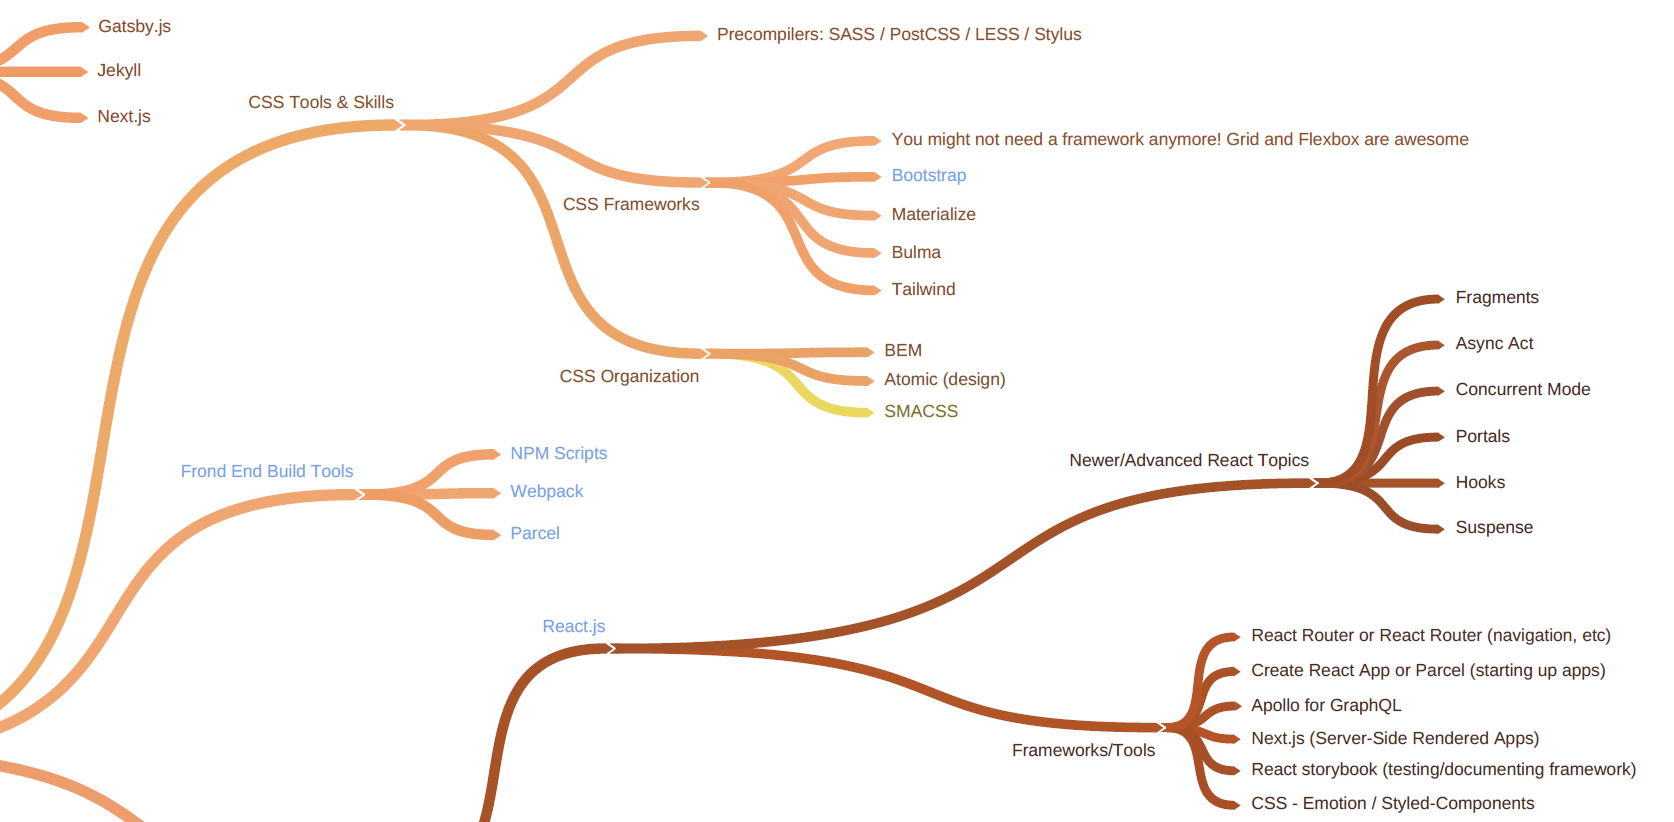 Gatsby.js
Jekyll
Next.js
CSS Tools & Skills
Precompilers: SASS / PostCSS / LESS / Stylus
CSS Frameworks
You might not need a framework anymore! Grid and Flexbox are awesome
Bootstrap
Materialize
Bulma
Tailwind
CSS Organization
BEM
Atomic (design)
SMACSS
Frond End Build Tools
NPM Scripts
Webpack
Parcel
React.js
Newer/Advanced React Topics
Fragments
Async Act
Concurrent Mode
Portals
Hooks
Suspense
Frameworks/Tools
React Router or React Router (navigation, etc)
Create React App or Parcel (starting up apps)
Apollo for GraphQL
Next.js (Server-Side Rendered Apps)
React storybook (testing/documenting framework)
CSS - Emotion / Styled-Components